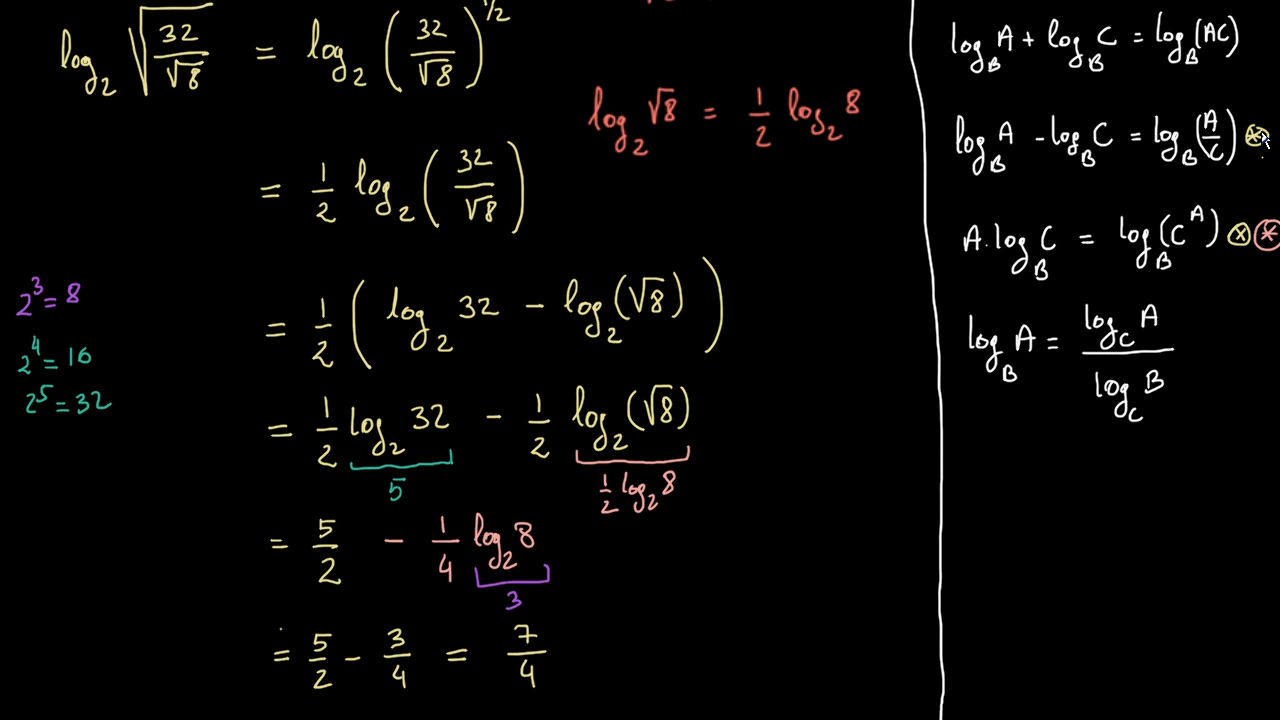 log₂ √(32/√8) = log₂ (32/√8)^1/2
log₂ √8 = 1/2 log₂ 8
= 1/2 log₂ (32/√8)
= 1/2 ( log₂ 32 - log₂(√8) )
= 1/2 log₂ 32 - 1/2 log₂(√8)
5
1/2 log₂ 8
= 5/2 - 1/4 log₂ 8
3
= 5/2 - 3/4 = 7/4
2³ = 8
2⁴ = 16
2⁵ = 32
log_B A + log_B C = log_B (AC)
log_B A - log_B C = log_B (A/C) ⊛
A. log_B C = log_B (C^A) ⊛ ⊛
log_B A = log_C A / log_C B